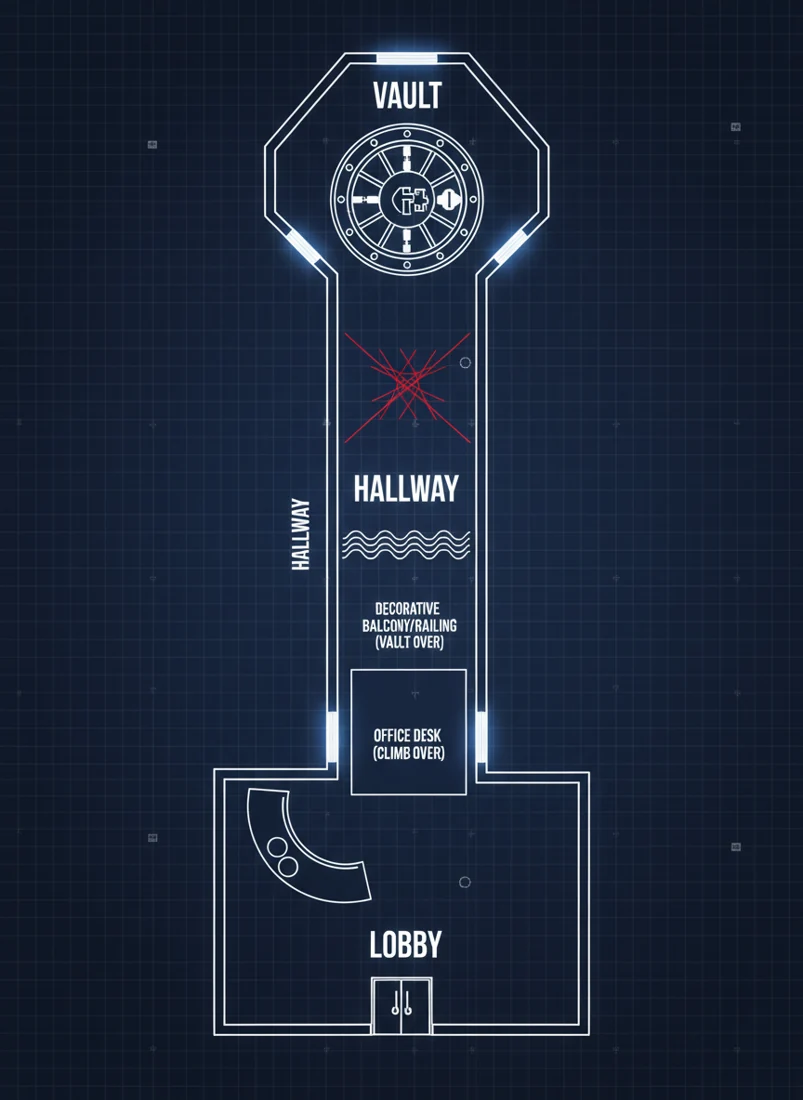 VAULT
HALLWAY
HALLWAY
DECORATIVE
BALCONY/RAILING
(VAULT OVER)
OFFICE DESK
(CLIMB OVER)
LOBBY